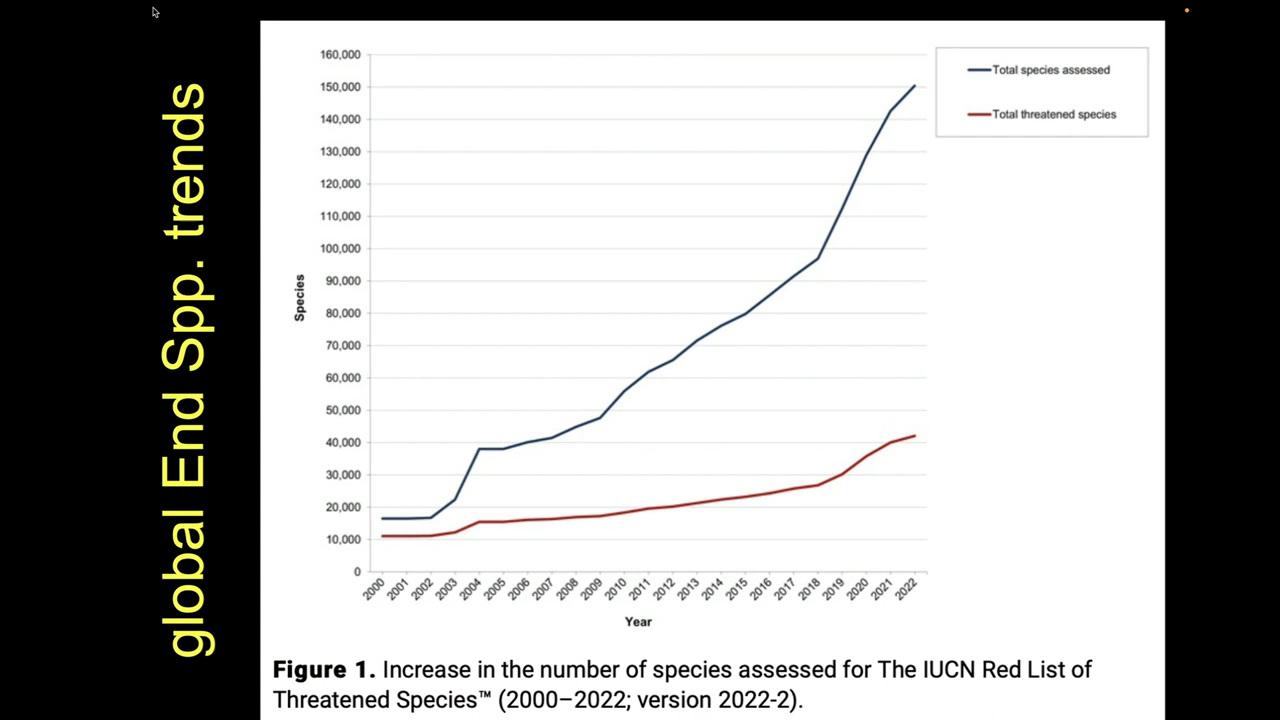 global End Spp. trends
160,000
150,000
140,000
130,000
120,000
110,000
100,000
90,000
80,000
70,000
60,000
50,000
40,000
30,000
20,000
10,000
0
Species
2000 2001 2002 2003 2004 2005 2006 2007 2008 2009 2010 2011 2012 2013 2014 2015 2016 2017 2018 2019 2020 2021 2022
Year
Total species assessed
Total threatened species
Figure 1. Increase in the number of species assessed for The IUCN Red List of
Threatened Species™ (2000–2022; version 2022-2).